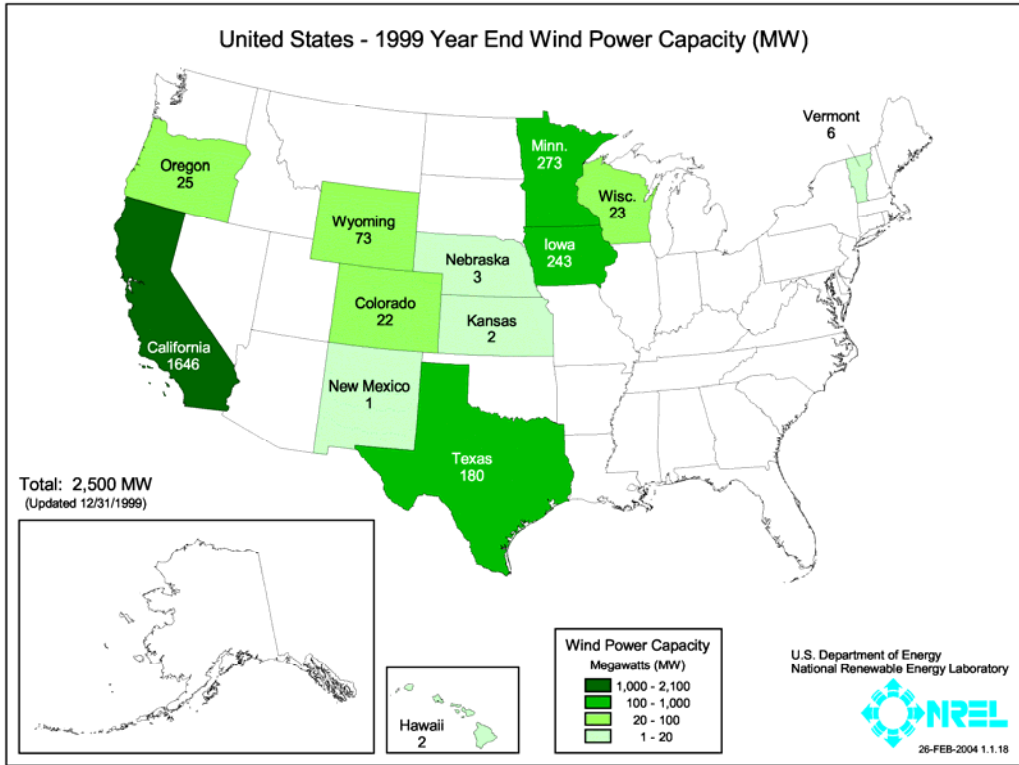 United States - 1999 Year End Wind Power Capacity (MW)
Vermont
6
Minn.
273
Oregon
25
Wisc.
23
Wyoming
73
Iowa
243
Nebraska
3
Colorado
22
Kansas
2
California
1646
New Mexico
1
Texas
180
Total: 2,500 MW
(Updated 12/31/1999)
Hawaii
2
Wind Power Capacity
Megawatts (MW)
1,000 - 2,100
100 - 1,000
20 - 100
1 - 20
U.S. Department of Energy
National Renewable Energy Laboratory
NREL
26-FEB-2004 1.1.18